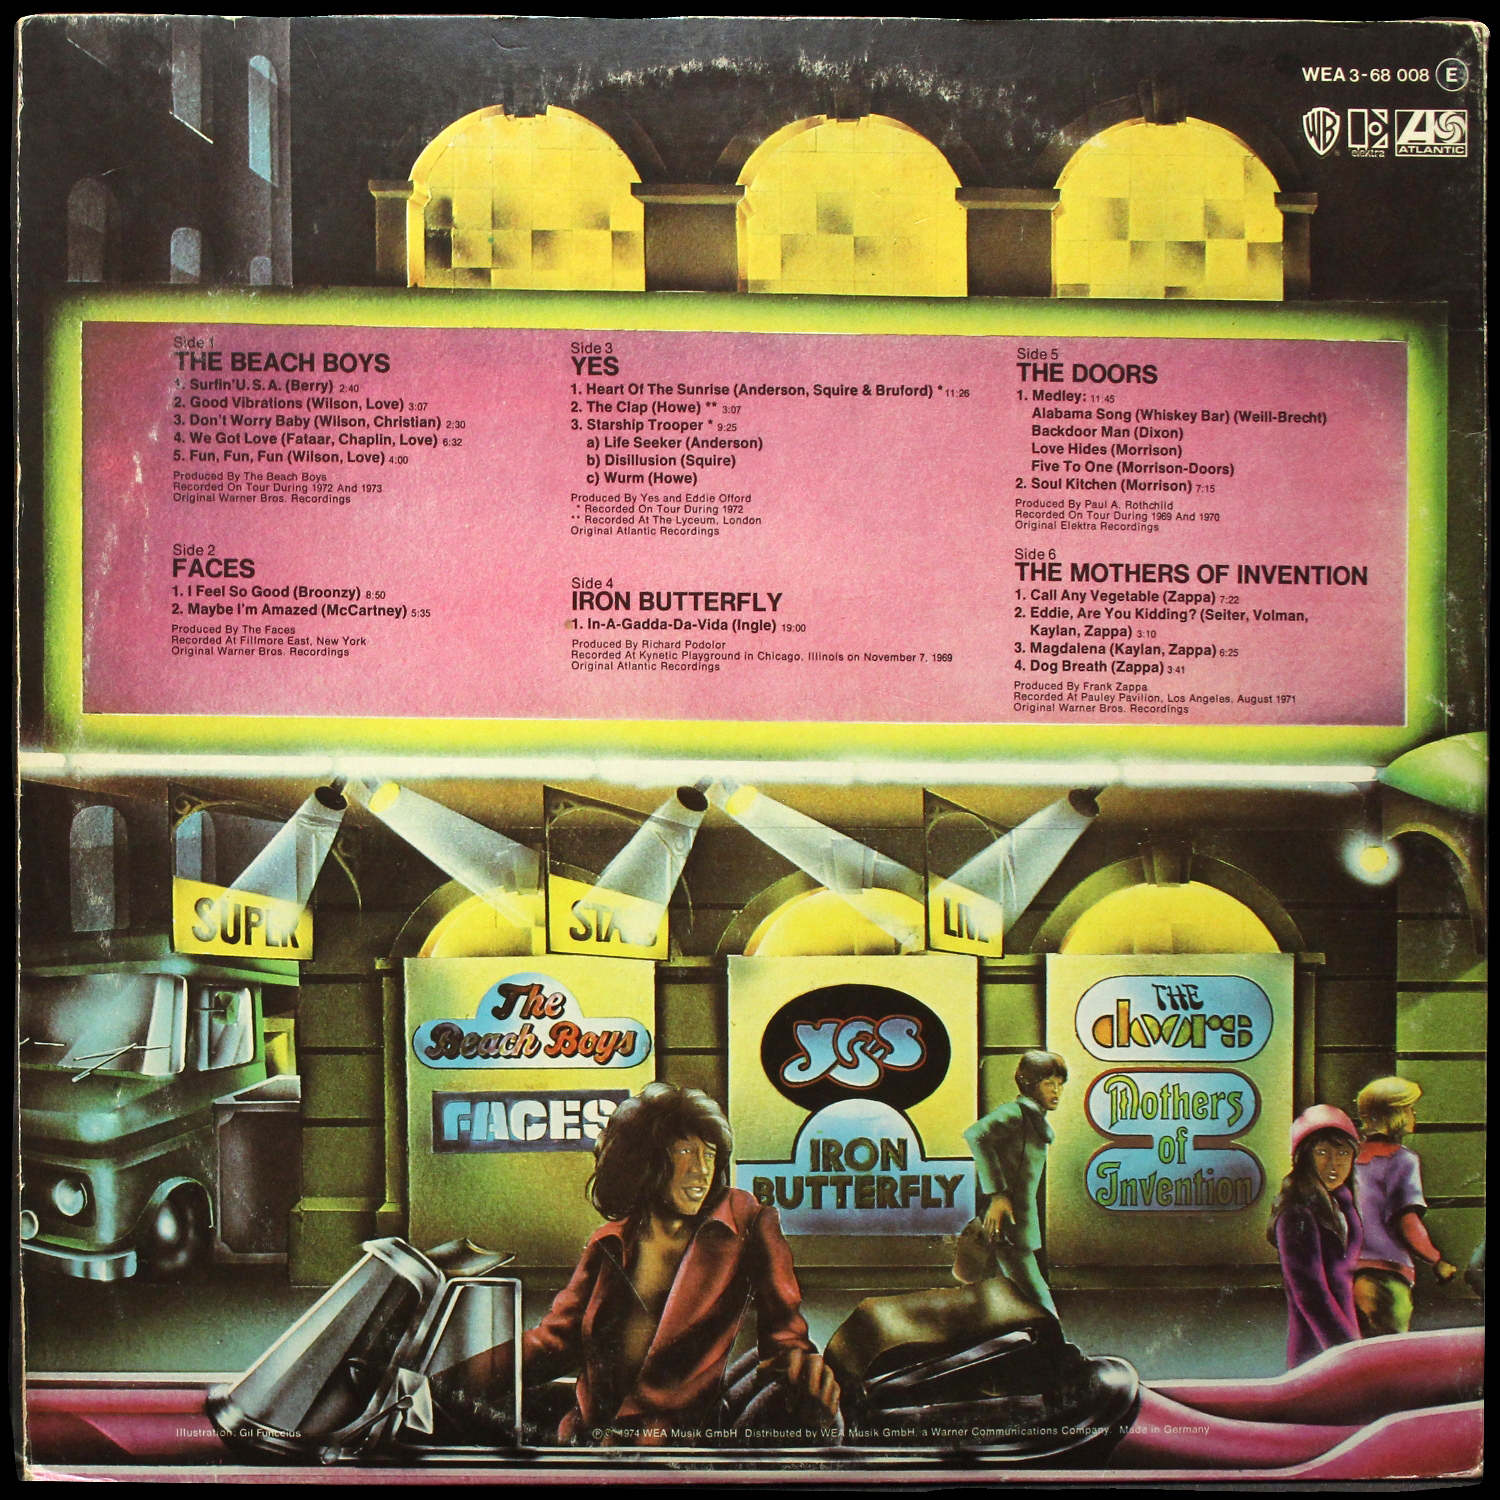 WEA 3-68 008 E
WB elektra ATLANTIC
Side 1
THE BEACH BOYS
1. Surfin' U.S.A. (Berry) 2:40
2. Good Vibrations (Wilson, Love) 3:07
3. Don't Worry Baby (Wilson, Christian) 2:30
4. We Got Love (Fataar, Chaplin, Love) 6:32
5. Fun, Fun, Fun (Wilson, Love) 4:00
Produced By The Beach Boys
Recorded On Tour During 1972 And 1973
Original Warner Bros. Recordings
Side 2
FACES
1. I Feel So Good (Broonzy) 8:50
2. Maybe I'm Amazed (McCartney) 5:35
Produced By The Faces
Recorded At Fillmore East, New York
Original Warner Bros. Recordings
Side 3
YES
1. Heart Of The Sunrise (Anderson, Squire & Bruford) * 11:26
2. The Clap (Howe) ** 3:07
3. Starship Trooper * 9:25
a) Life Seeker (Anderson)
b) Disillusion (Squire)
c) Wurm (Howe)
Produced By Yes and Eddie Offord
* Recorded On Tour During 1972
** Recorded At The Lyceum, London
Original Atlantic Recordings
Side 4
IRON BUTTERFLY
1. In-A-Gadda-Da-Vida (Ingle) 19:00
Produced By Richard Podolor
Recorded At Kynetic Playground in Chicago, Illinois on November 7, 1969
Original Atlantic Recordings
Side 5
THE DOORS
1. Medley: 11:45
Alabama Song (Whiskey Bar) (Weill-Brecht)
Backdoor Man (Dixon)
Love Hides (Morrison)
Five To One (Morrison-Doors)
2. Soul Kitchen (Morrison) 7:15
Produced By Paul A. Rothchild
Recorded On Tour During 1969 And 1970
Original Elektra Recordings
Side 6
THE MOTHERS OF INVENTION
1. Call Any Vegetable (Zappa) 7:22
2. Eddie, Are You Kidding? (Seiter, Volman,
Kaylan, Zappa) 3:10
3. Magdalena (Kaylan, Zappa) 6:25
4. Dog Breath (Zappa) 3:41
Produced By Frank Zappa
Recorded At Pauley Pavilion, Los Angeles, August 1971
Original Warner Bros. Recordings
SUPER
STARS
LIVE
The
Beach Boys
FACES
YES
IRON
BUTTERFLY
THE
doors
Mothers
of
Invention
Illustration: Gil Funccius
℗ © 1974 WEA Musik GmbH Distributed by WEA Musik GmbH, a Warner Communications Company. Made in Germany